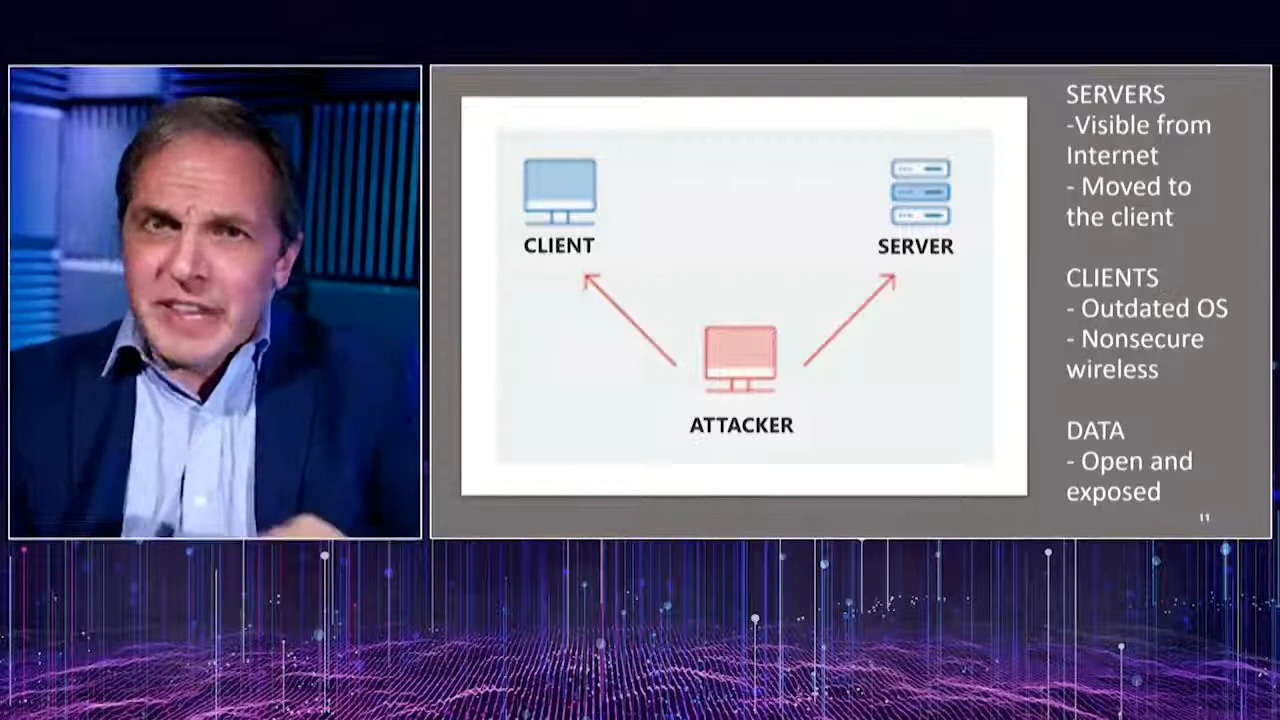 CLIENT
SERVER
ATTACKER
SERVERS
-Visible from
Internet
- Moved to
the client
CLIENTS
- Outdated OS
- Nonsecure
wireless
DATA
- Open and
exposed
11